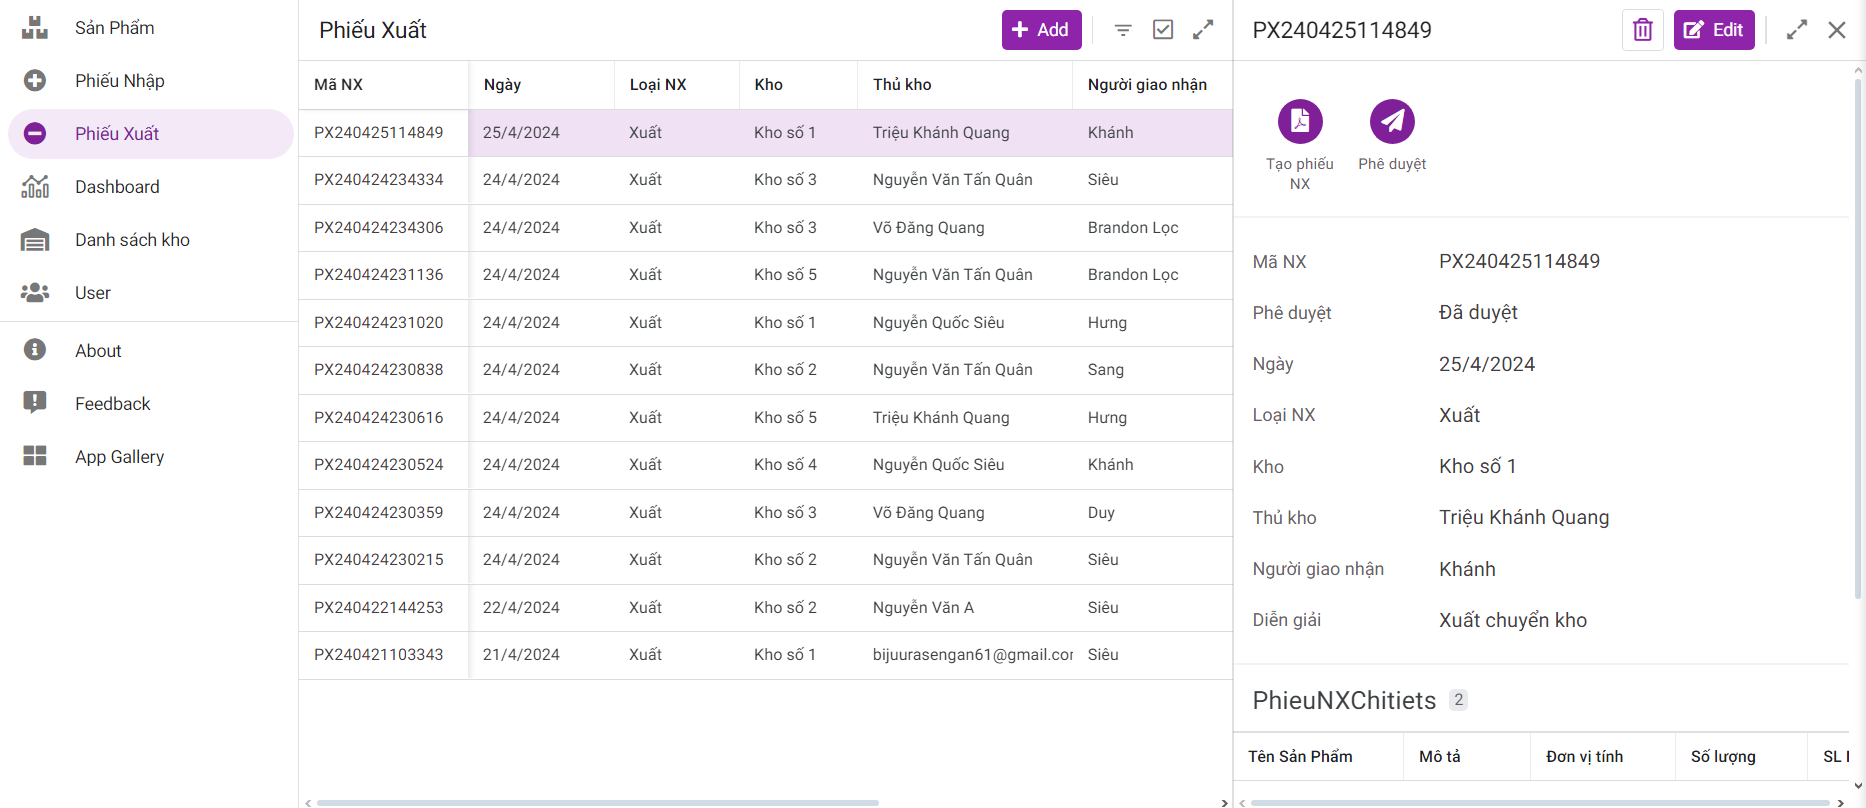 Sản Phẩm
Phiếu Nhập
Phiếu Xuất
Dashboard
Danh sách kho
User
About
Feedback
App Gallery
Phiếu Xuất
Add
Mã NX Ngày Loại NX Kho Thủ kho Người giao nhận
PX240425114849 25/4/2024 Xuất Kho số 1 Triệu Khánh Quang Khánh
PX240424234334 24/4/2024 Xuất Kho số 3 Nguyễn Văn Tấn Quân Siêu
PX240424234306 24/4/2024 Xuất Kho số 3 Võ Đăng Quang Brandon Lọc
PX240424231136 24/4/2024 Xuất Kho số 5 Nguyễn Văn Tấn Quân Brandon Lọc
PX240424231020 24/4/2024 Xuất Kho số 1 Nguyễn Quốc Siêu Hưng
PX240424230838 24/4/2024 Xuất Kho số 2 Nguyễn Văn Tấn Quân Sang
PX240424230616 24/4/2024 Xuất Kho số 5 Triệu Khánh Quang Hưng
PX240424230524 24/4/2024 Xuất Kho số 4 Nguyễn Quốc Siêu Khánh
PX240424230359 24/4/2024 Xuất Kho số 3 Võ Đăng Quang Duy
PX240424230215 24/4/2024 Xuất Kho số 2 Nguyễn Văn Tấn Quân Siêu
PX240422144253 22/4/2024 Xuất Kho số 2 Nguyễn Văn A Siêu
PX240421103343 21/4/2024 Xuất Kho số 1 bijuurasengan61@gmail.co Siêu
PX240425114849
Edit
Tạo phiếu
NX
Phê duyệt
Mã NX PX240425114849
Phê duyệt Đã duyệt
Ngày 25/4/2024
Loại NX Xuất
Kho Kho số 1
Thủ kho Triệu Khánh Quang
Người giao nhận Khánh
Diễn giải Xuất chuyển kho
PhieuNXChitiets 2
Tên Sản Phẩm Mô tả Đơn vị tính Số lượng SL